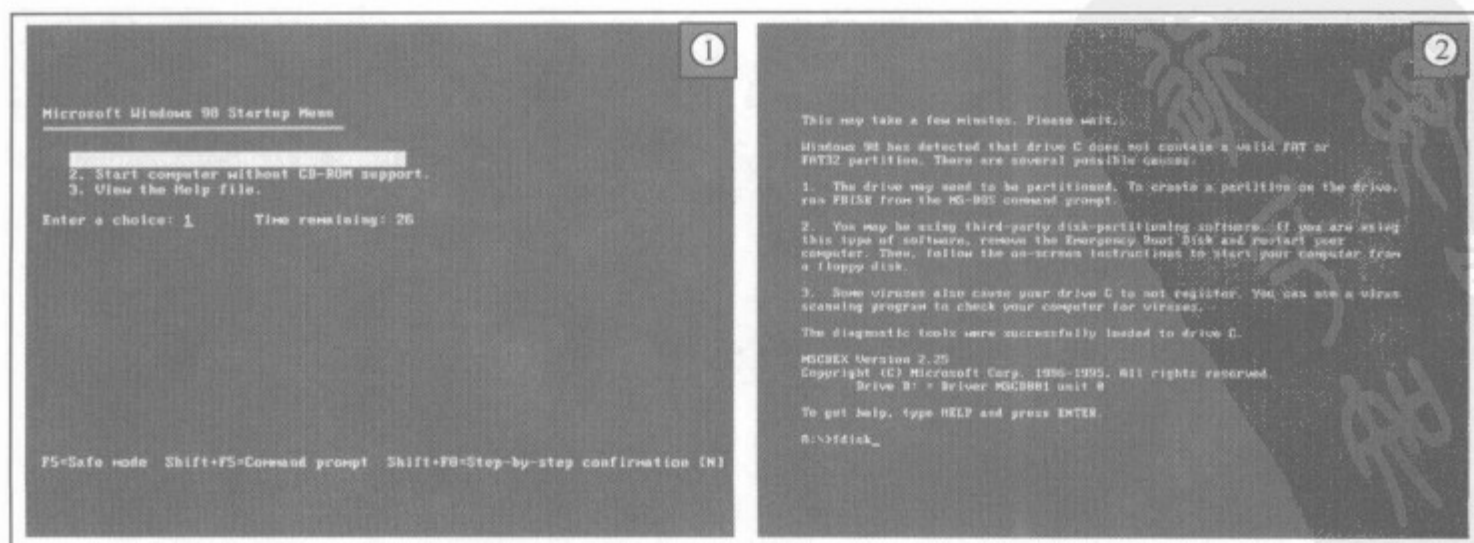 ①
Microsoft Windows 98 Startup Menu
2. Start computer without CD-ROM support.
3. View the Help file.
Enter a choice: 1 Time remaining: 26
F5=Safe mode Shift+F5=Command prompt Shift+F8=Step-by-step confirmation [N]
②
This may take a few minutes. Please wait.
Windows 98 has detected that drive C does not contain a valid FAT or
FAT32 partition. There are several possible causes.
1. The drive may need to be partitioned. To create a partition on the drive,
run FDISK from the MS-DOS command prompt.
2. You may be using third-party disk-partitioning software. If you are using
this type of software, remove the Emergency Boot Disk and restart your
computer. Then, follow the on-screen instructions to start your computer from
a floppy disk.
3. Some viruses also cause your drive C to not register. You can use a virus
scanning program to check your computer for viruses.
The diagnostic tools were successfully loaded to drive C.
MSCDEX Version 2.25
Copyright (C) Microsoft Corp. 1986-1995. All rights reserved.
Drive D: = Driver MSCD001 unit 0
To get help, type HELP and press ENTER.
A:\>fdisk_